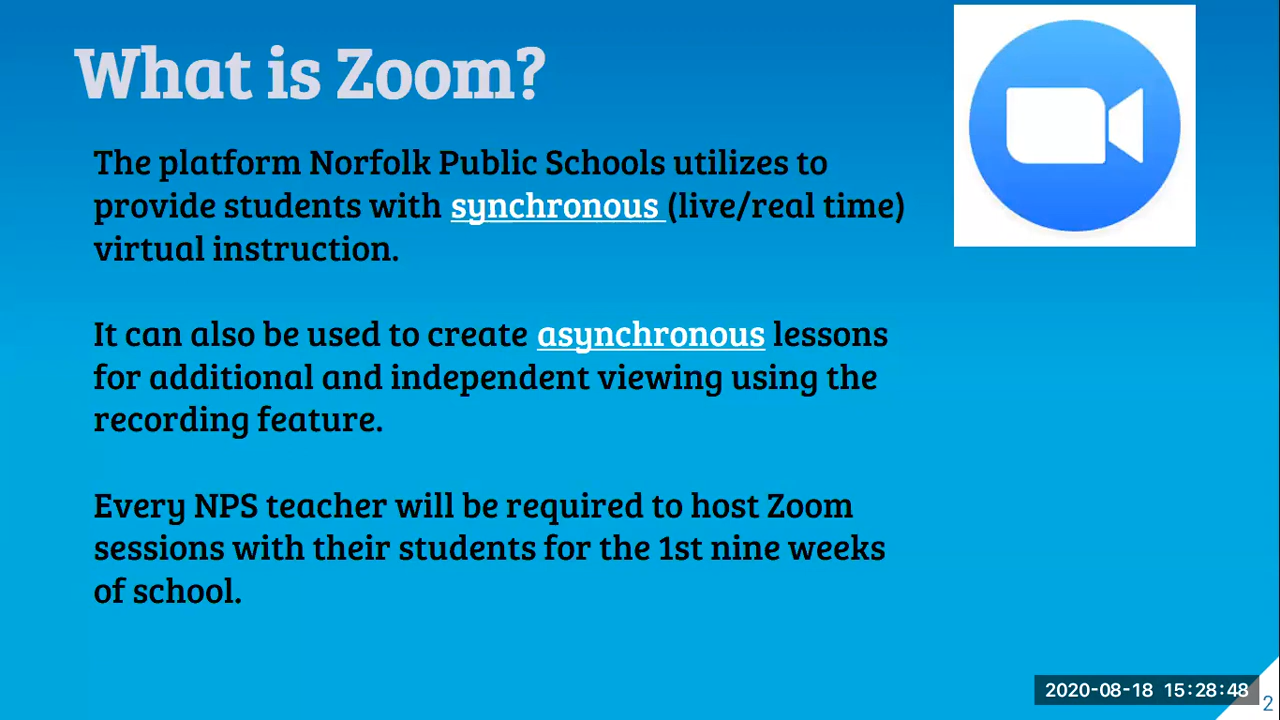 What is Zoom?
The platform Norfolk Public Schools utilizes to
provide students with synchronous (live/real time)
virtual instruction.
It can also be used to create asynchronous lessons
for additional and independent viewing using the
recording feature.
Every NPS teacher will be required to host Zoom
sessions with their students for the 1st nine weeks
of school.
2020-08-18 15:28:48
2